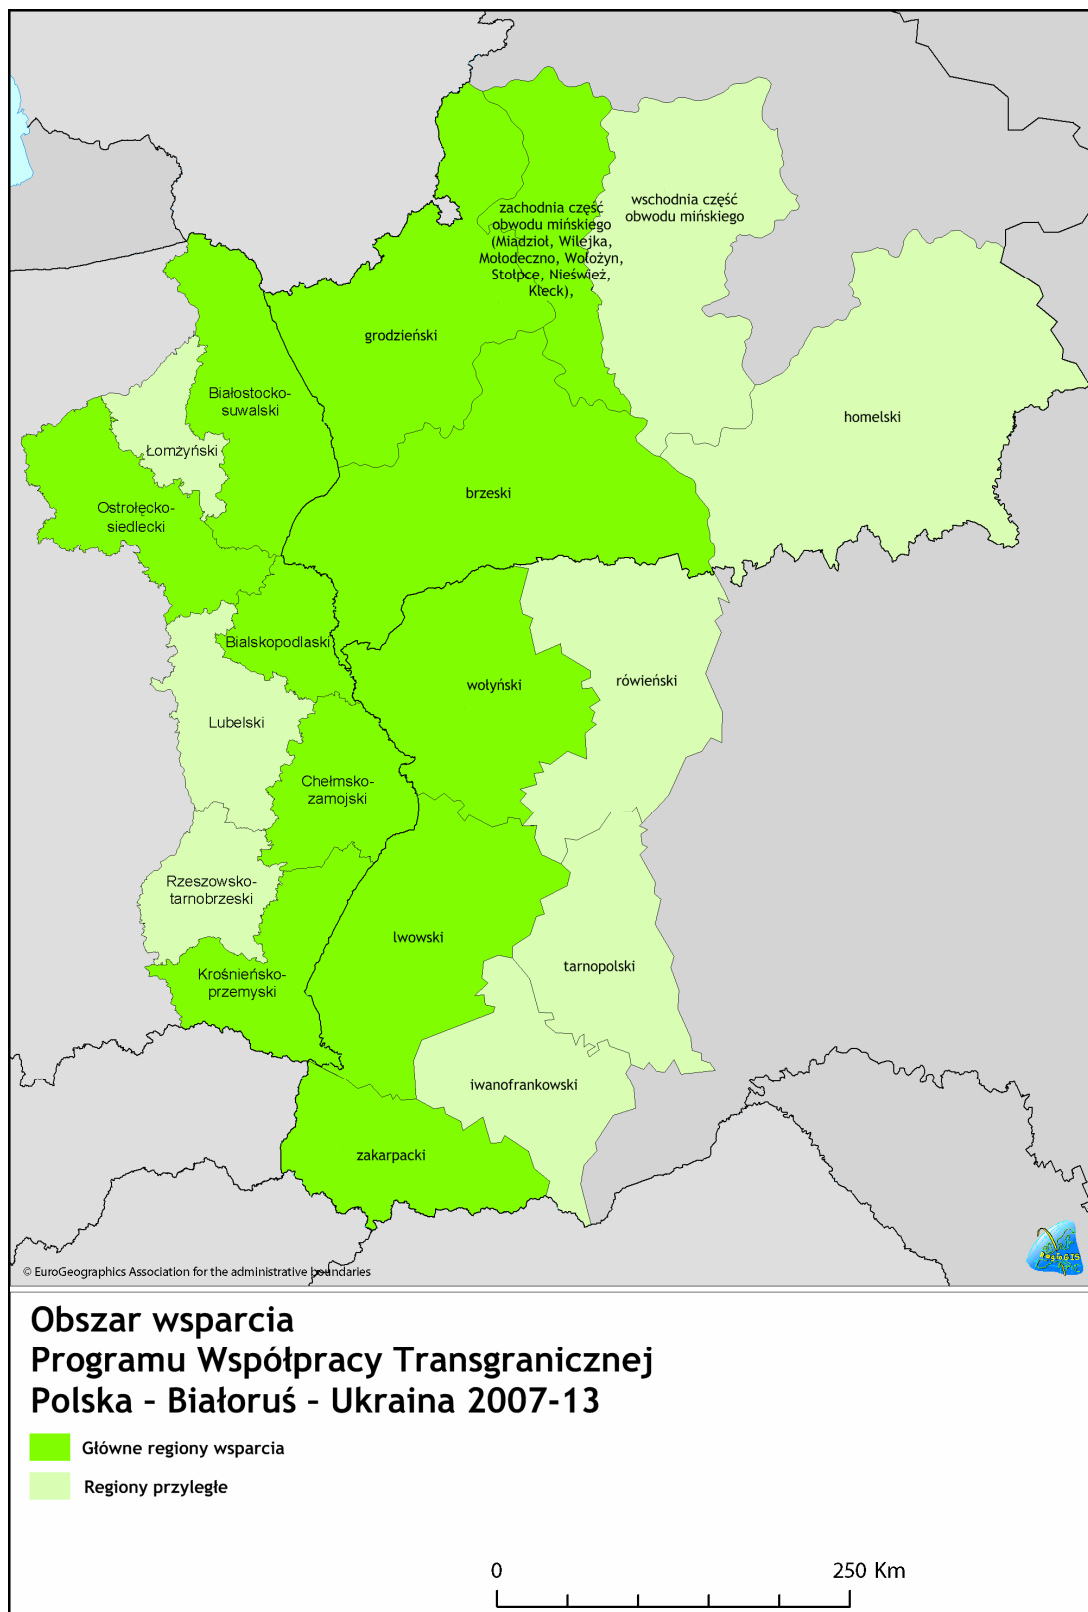 zachodnia część
obwodu mińskiego
(Miadzioł, Wilejka,
Mołodeczno, Wołożyn,
Stołpce, Nieśwież,
Kleck),
wschodnia część
obwodu mińskiego
grodzieński
Białostocko-
suwalski
homelski
Łomżyński
brzeski
Ostrołęcko-
siedlecki
Bialskopodlaski
wołyński
rówieński
Lubelski
Chełmsko-
zamojski
Rzeszowsko-
tarnobrzeski
lwowski
Krośnieńsko-
przemyski
tarnopolski
iwanofrankowski
zakarpacki
RegioGIS
© EuroGeographics Association for the administrative boundaries
Obszar wsparcia
Programu Współpracy Transgranicznej
Polska - Białoruś - Ukraina 2007-13
Główne regiony wsparcia
Regiony przyległe
0 250 Km